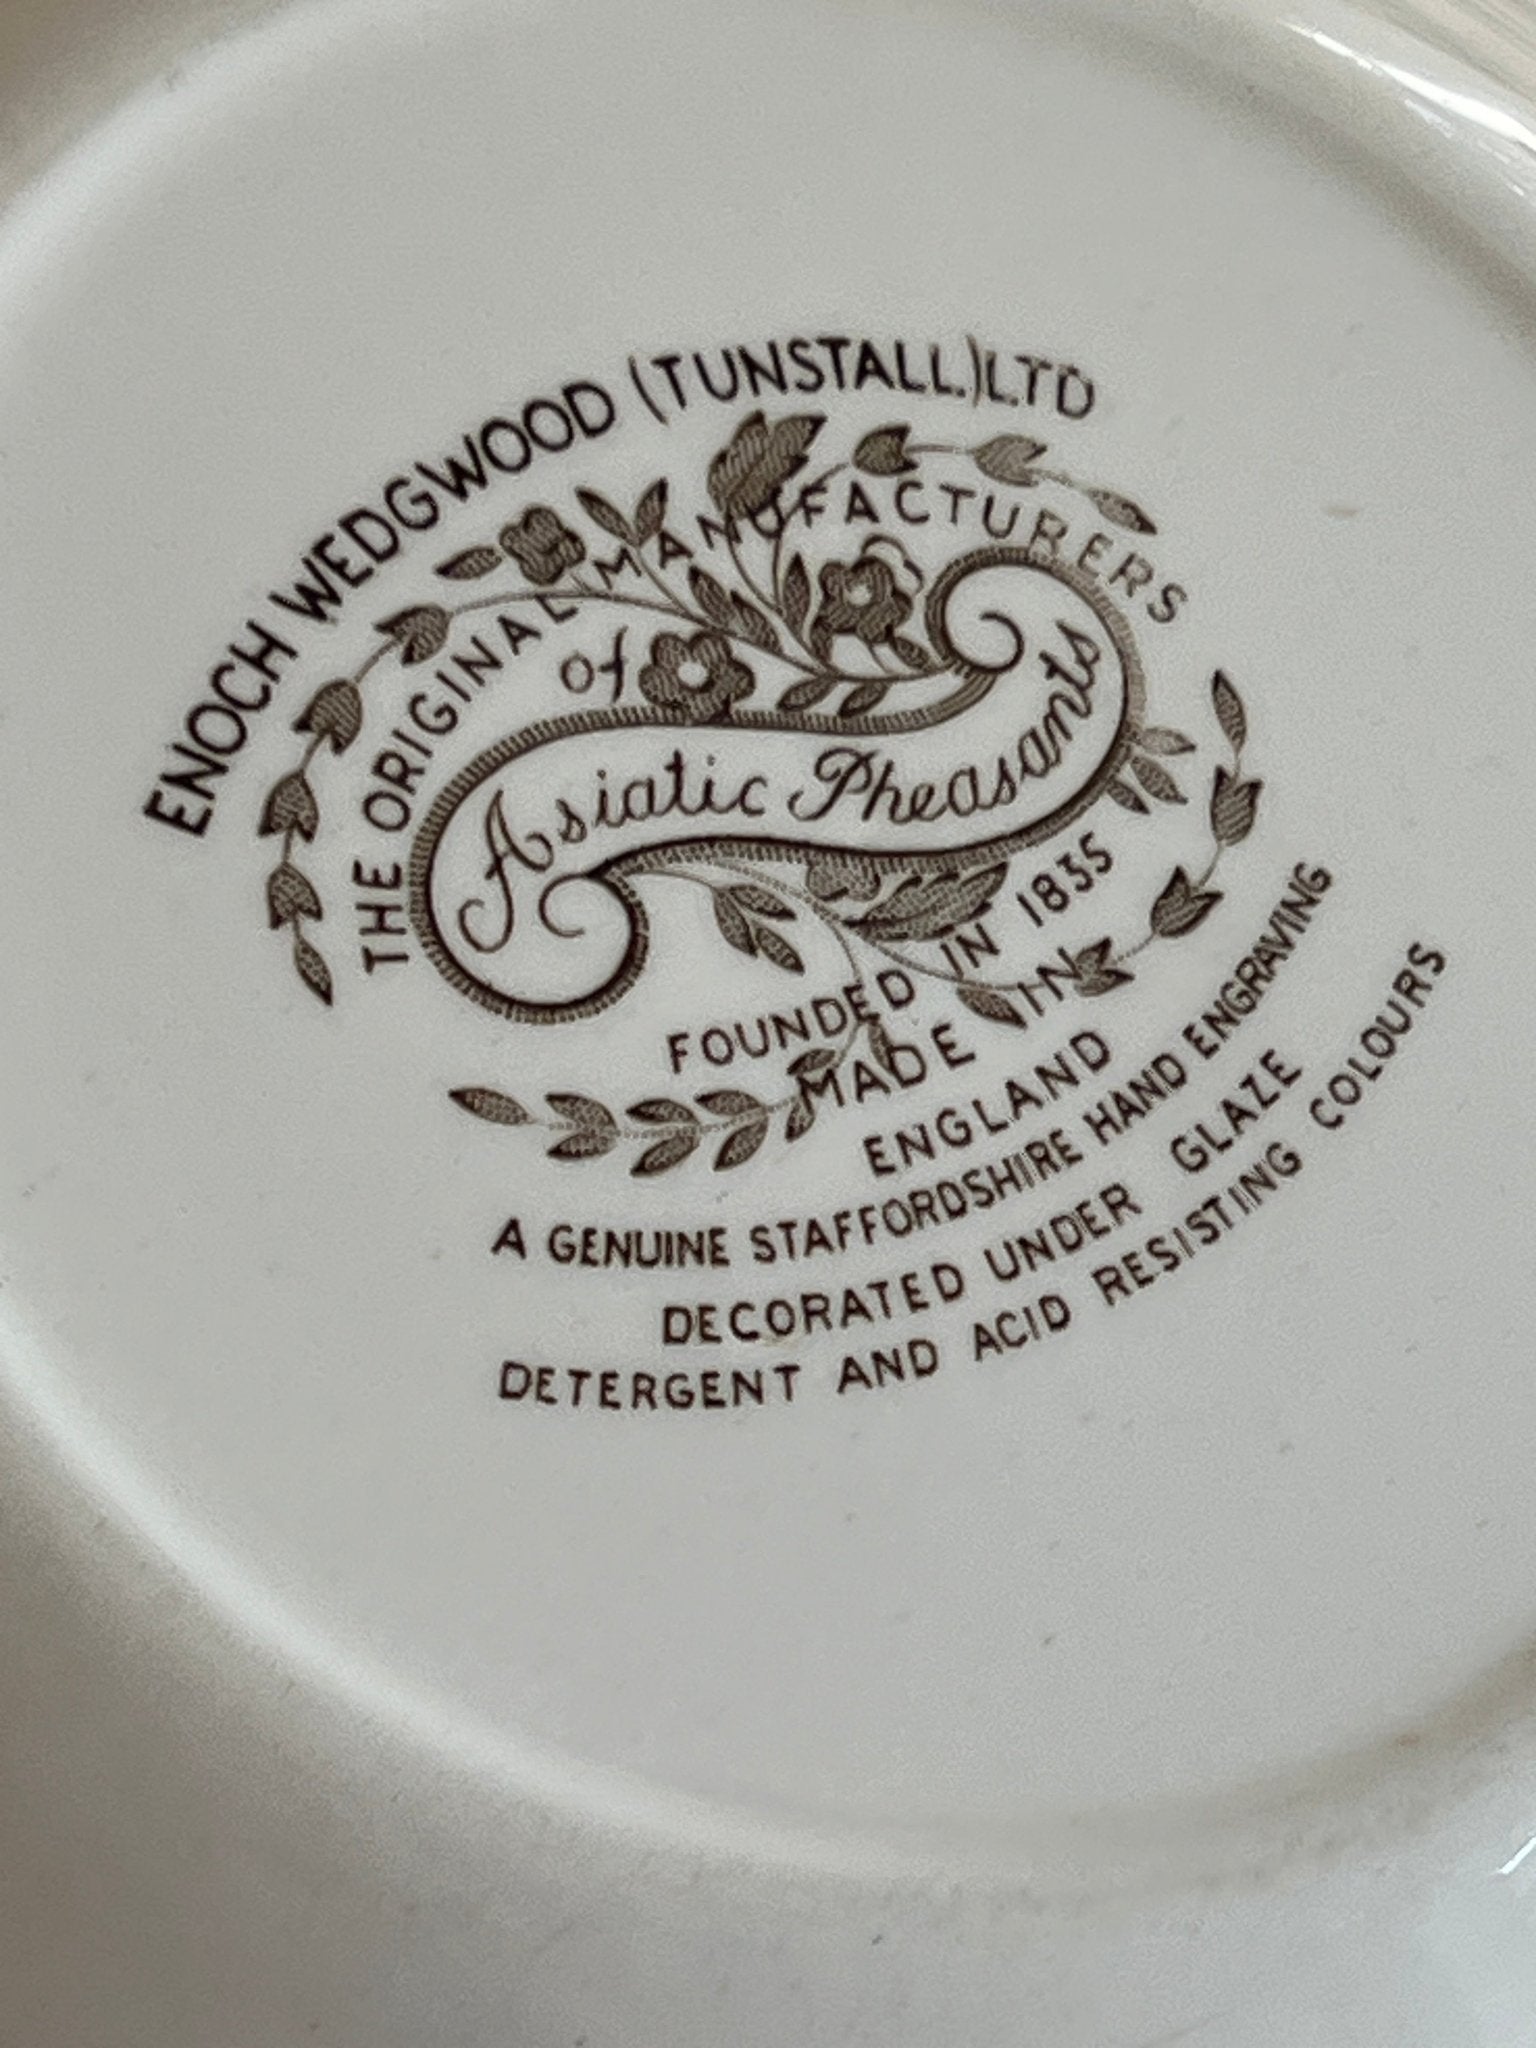 ENOCH WEDGWOOD (TUNSTALL.) LTD
THE ORIGINAL MANUFACTURERS
of
Asiatic Pheasants
FOUNDED IN 1835
MADE IN
ENGLAND
A GENUINE STAFFORDSHIRE HAND ENGRAVING
DECORATED UNDER GLAZE
DETERGENT AND ACID RESISTING COLOURS